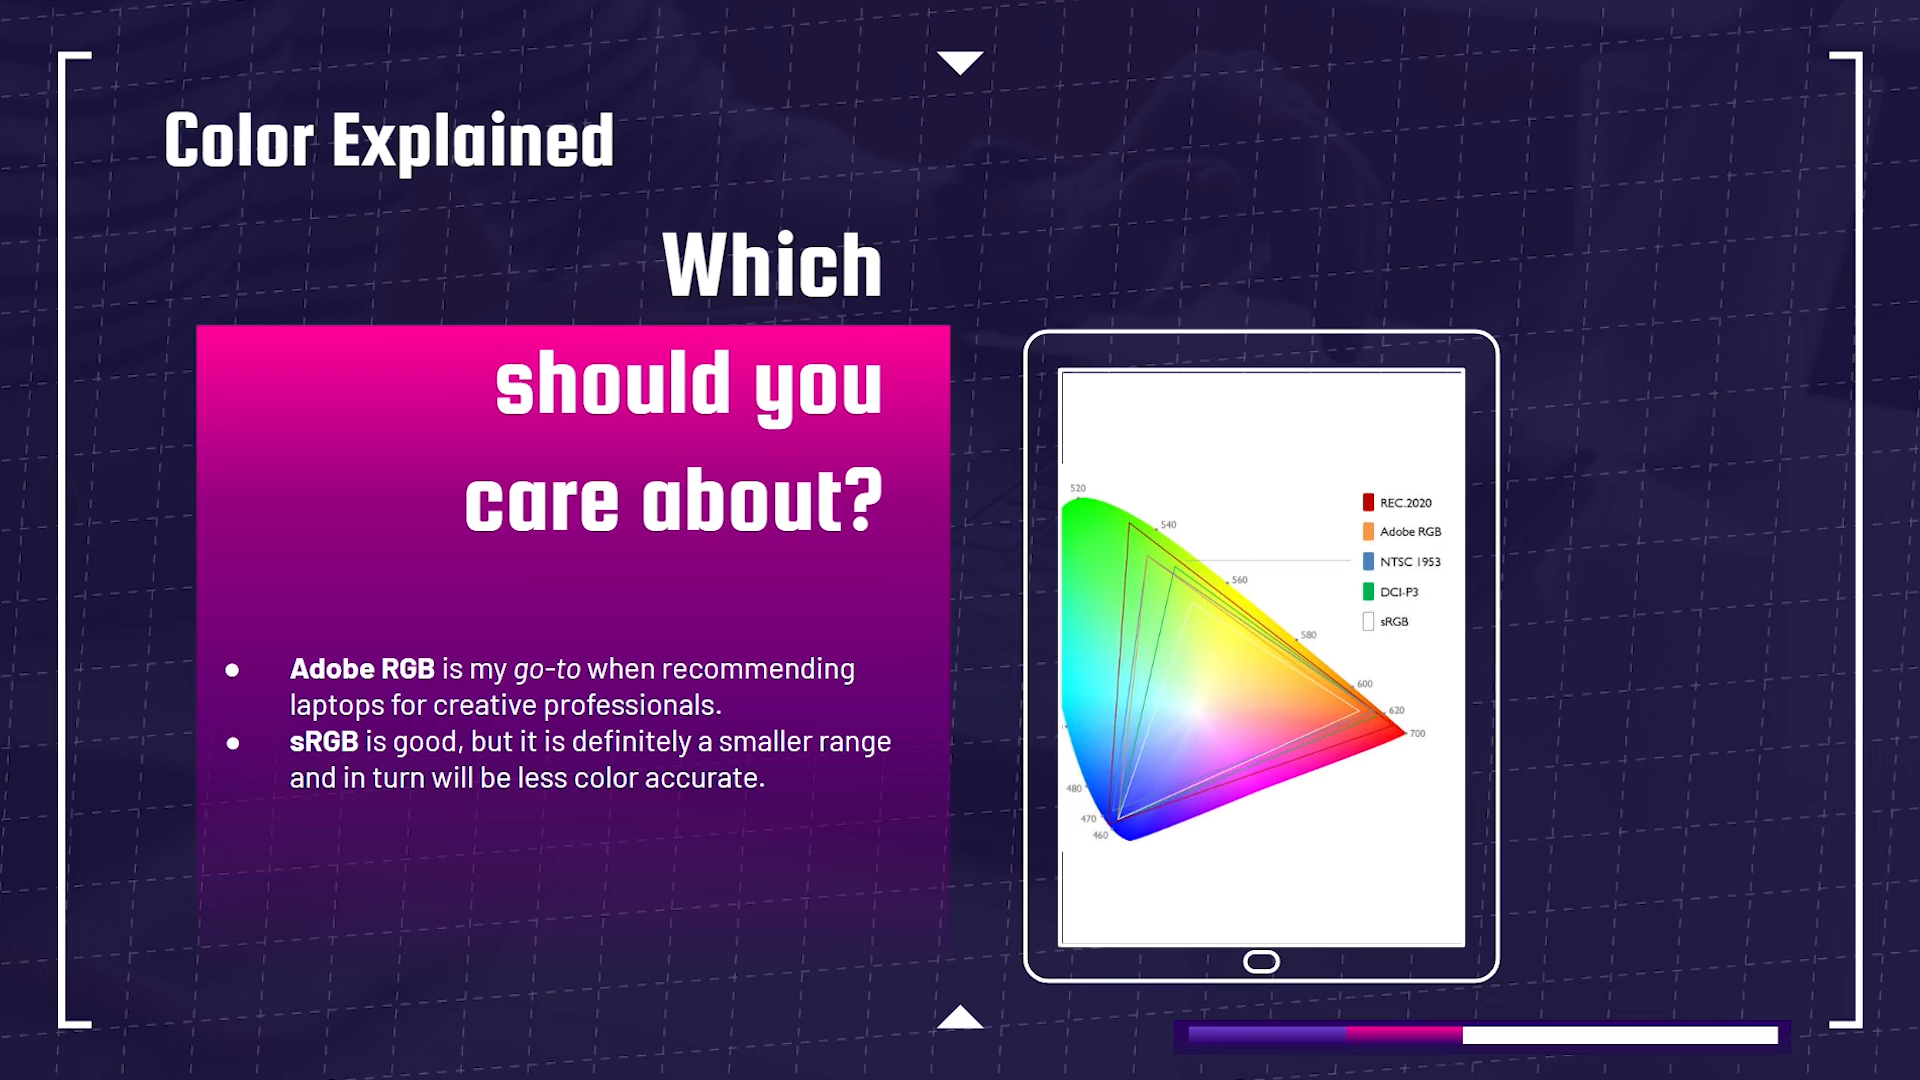 Color Explained
Which
should you
care about?
● Adobe RGB is my go-to when recommending
laptops for creative professionals.
● sRGB is good, but it is definitely a smaller range
and in turn will be less color accurate.
520
540
560
580
600
620
700
480
470
460
REC.2020
Adobe RGB
NTSC 1953
DCI-P3
sRGB